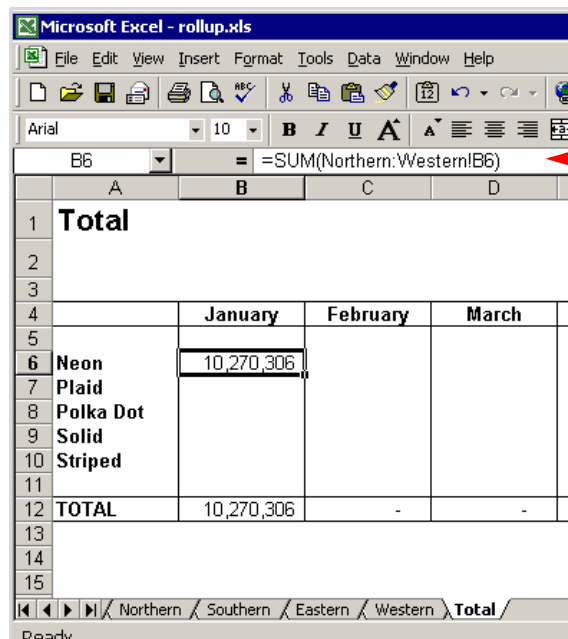 Microsoft Excel - rollup.xls
File Edit View Insert Format Tools Data Window Help
ABC 12
Arial 10 B I U A A
B6 = =SUM(Northern:Western!B6)
A B C D
1 Total
2
3
4 January February March
5
6 Neon 10,270,306
7 Plaid
8 Polka Dot
9 Solid
10 Striped
11
12 TOTAL 10,270,306 - -
13
14
15
Northern Southern Eastern Western Total
Ready